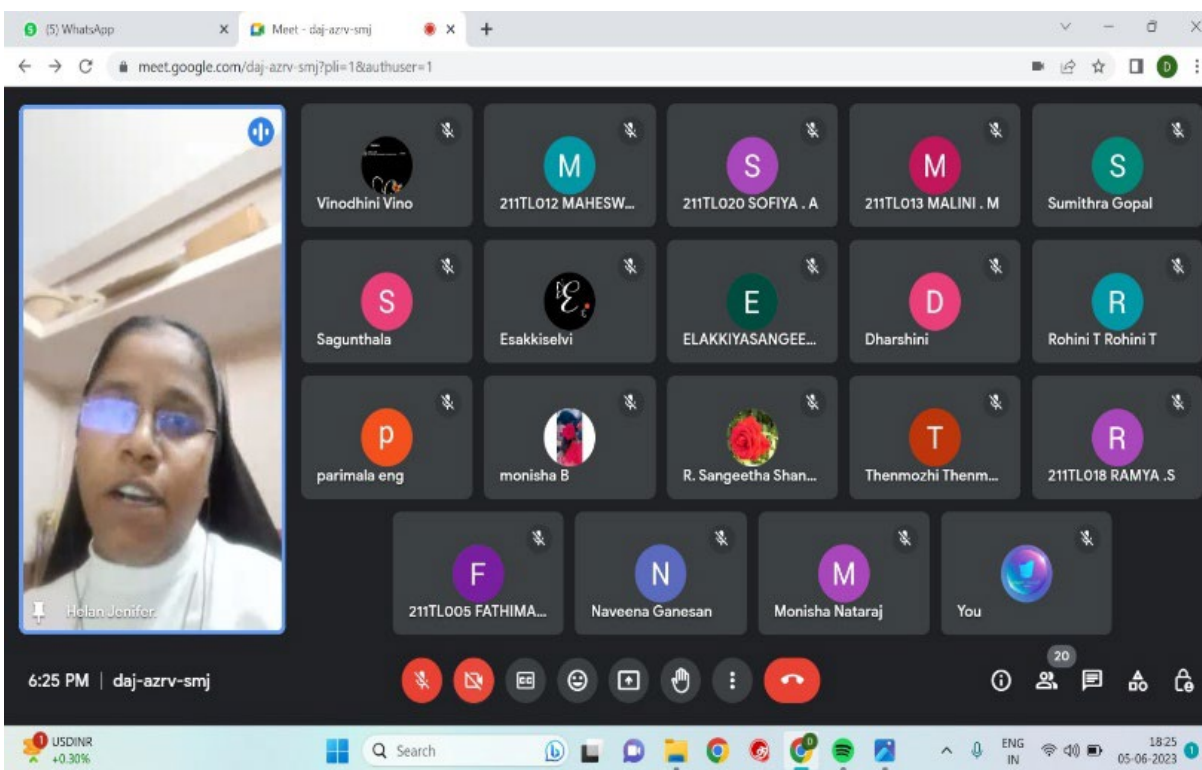 (5) WhatsApp
Meet - daj-azrv-smj
meet.google.com/daj-azrv-smj?pli=1&authuser=1
D
Vinodhini Vino
M
211TL012 MAHESW...
S
211TL020 SOFIYA . A
M
211TL013 MALINI . M
S
Sumithra Gopal
S
Sagunthala
Esakkiselvi
E
ELAKKIYASANGEE...
D
Dharshini
R
Rohini T Rohini T
p
parimala eng
monisha B
R. Sangeetha Shan...
T
Thenmozhi Thenm...
R
211TL018 RAMYA .S
Helan Jenifer
F
211TL005 FATHIMA...
N
Naveena Ganesan
M
Monisha Nataraj
You
6:25 PM | daj-azrv-smj
20
USDINR
+0.30%
Search
ENG
IN
18:25
05-06-2023
1